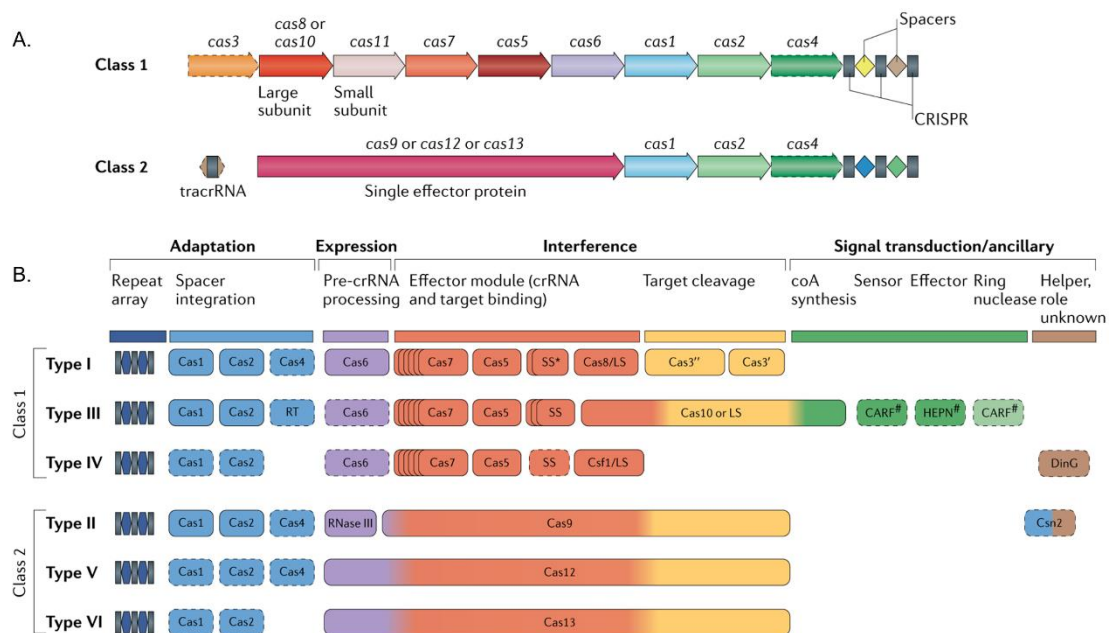 A.
cas8 or
cas3 cas10 cas11 cas7 cas5 cas6 cas1 cas2 cas4 Spacers
Class 1
Large subunit Small subunit
CRISPR
cas9 or cas12 or cas13 cas1 cas2 cas4
Class 2
tracrRNA Single effector protein
B.
Adaptation Expression Interference Signal transduction/ancillary
Repeat array Spacer integration Pre-crRNA processing Effector module (crRNA and target binding) Target cleavage coA synthesis Sensor Effector Ring nuclease Helper, role unknown
Class 1
Type I Cas1 Cas2 Cas4 Cas6 Cas7 Cas5 SS* Cas8/LS Cas3″ Cas3′
Type III Cas1 Cas2 RT Cas6 Cas7 Cas5 SS Cas10 or LS CARF# HEPN# CARF#
Type IV Cas1 Cas2 Cas6 Cas7 Cas5 SS Csf1/LS DinG
Class 2
Type II Cas1 Cas2 Cas4 RNase III Cas9 Csn2
Type V Cas1 Cas2 Cas4 Cas12
Type VI Cas1 Cas2 Cas13